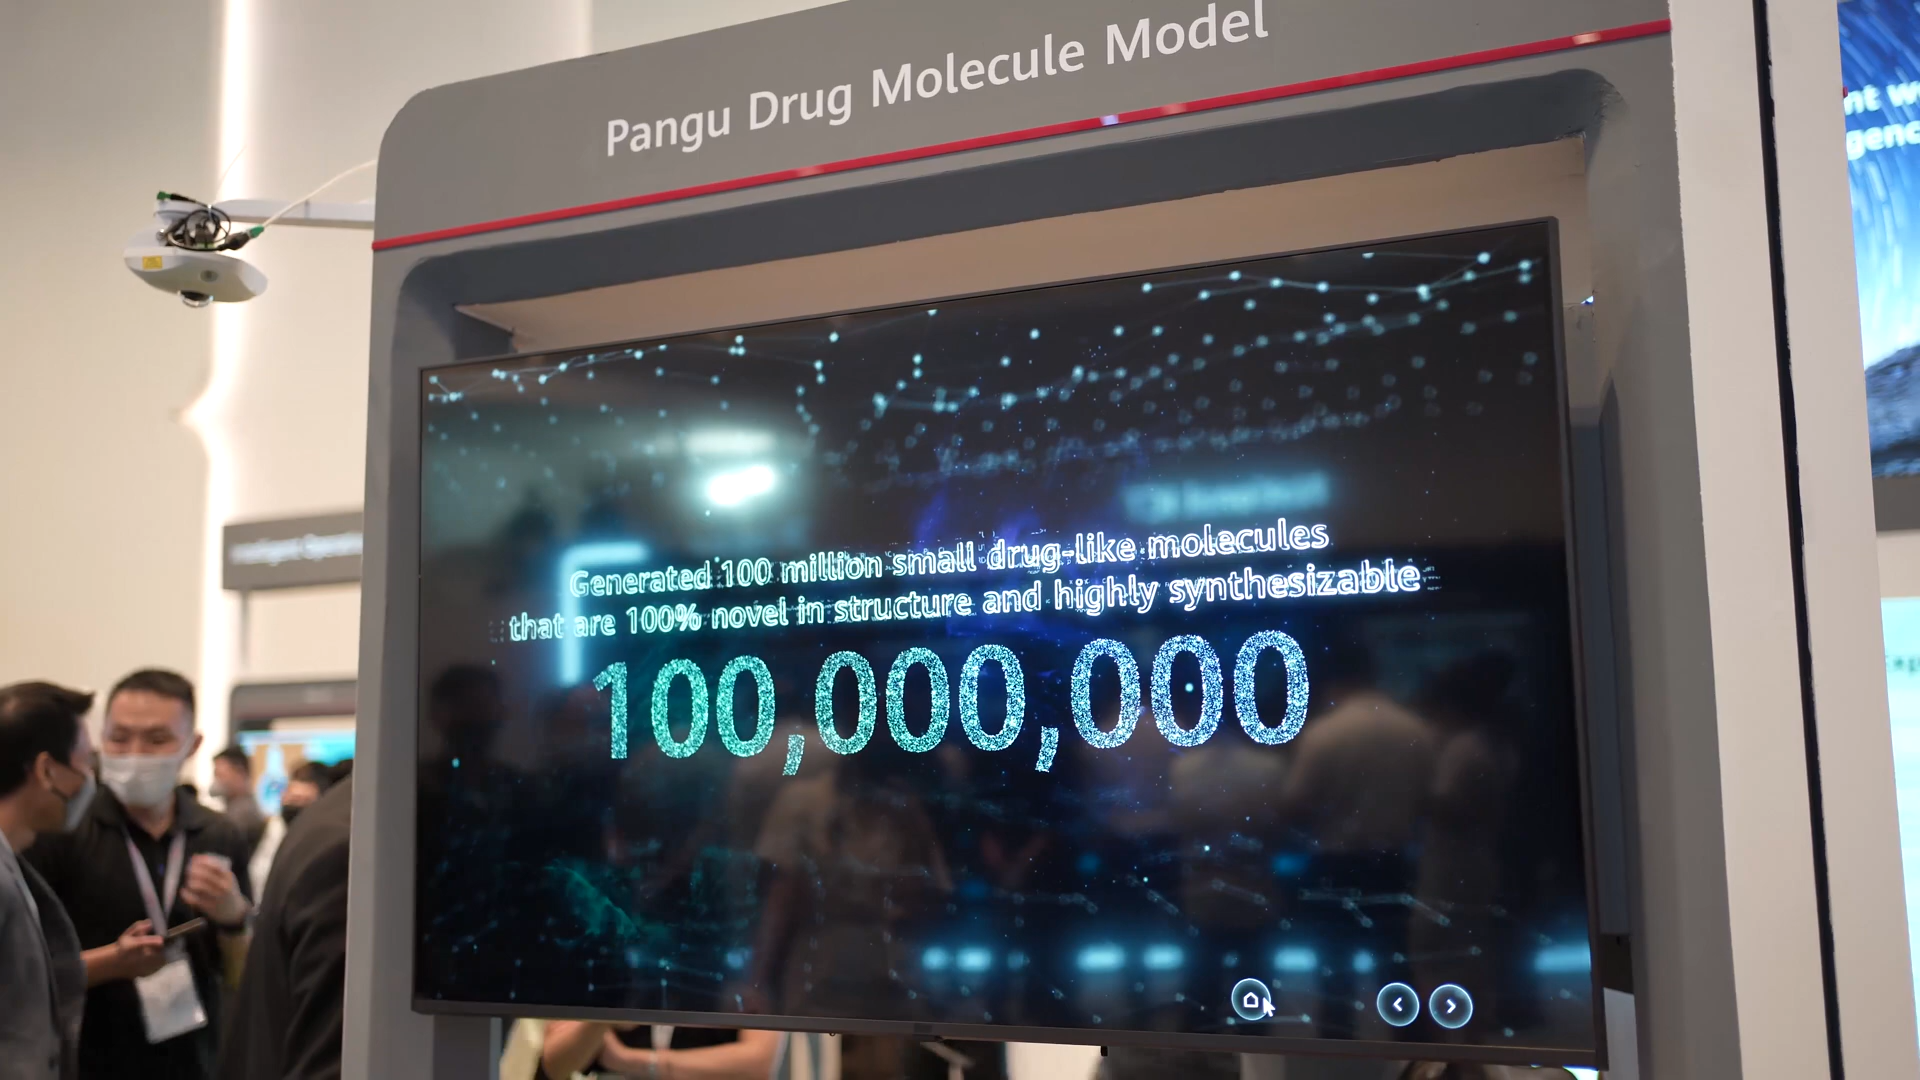 Pangu Drug Molecule Model
Generated 100 million small drug-like molecules
that are 100% novel in structure and highly synthesizable
100,000,000